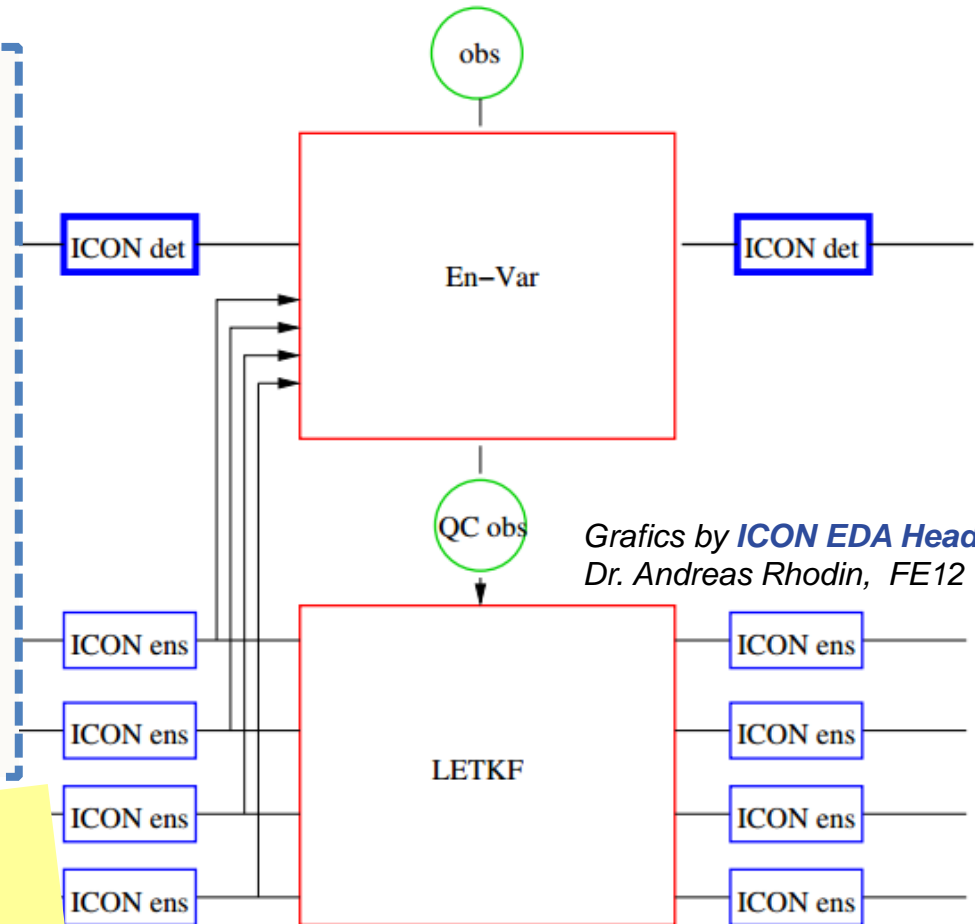 obs
ICON det
En−Var
ICON det
QC obs
Grafics by ICON EDA Head
Dr. Andreas Rhodin, FE12
ICON ens
ICON ens
ICON ens
ICON ens
LETKF
ICON ens
ICON ens
ICON ens
ICON ens